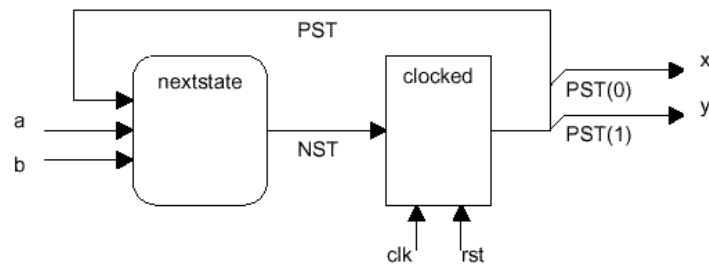 PST
nextstate
clocked
x
PST(0)
a
y
NST
PST(1)
b
clk
rst